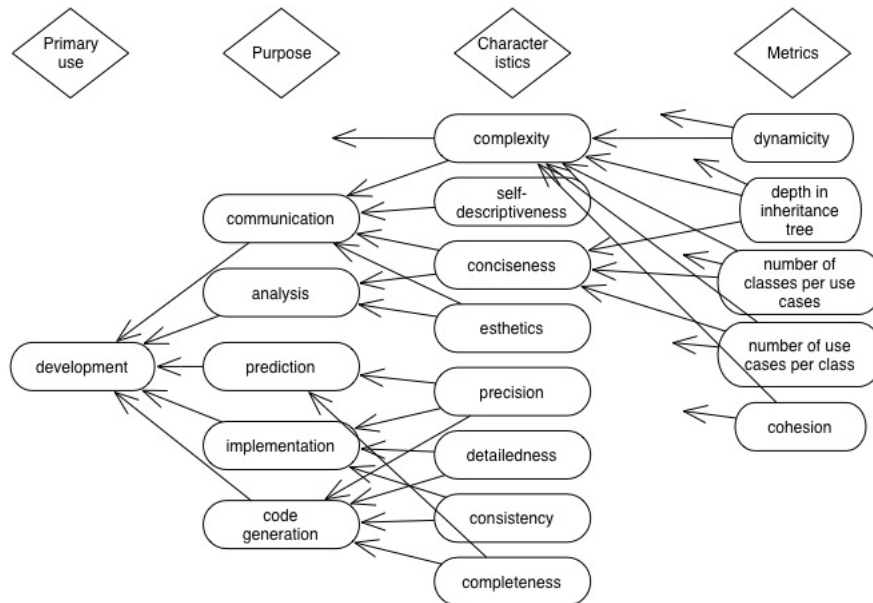 Primary
use
Purpose
Character
istics
Metrics
complexity
dynamicity
self-
descriptiveness
depth in
inheritance
tree
communication
conciseness
number of
classes per use
cases
analysis
esthetics
number of use
cases per class
development
prediction
precision
cohesion
implementation
detailedness
code
generation
consistency
completeness